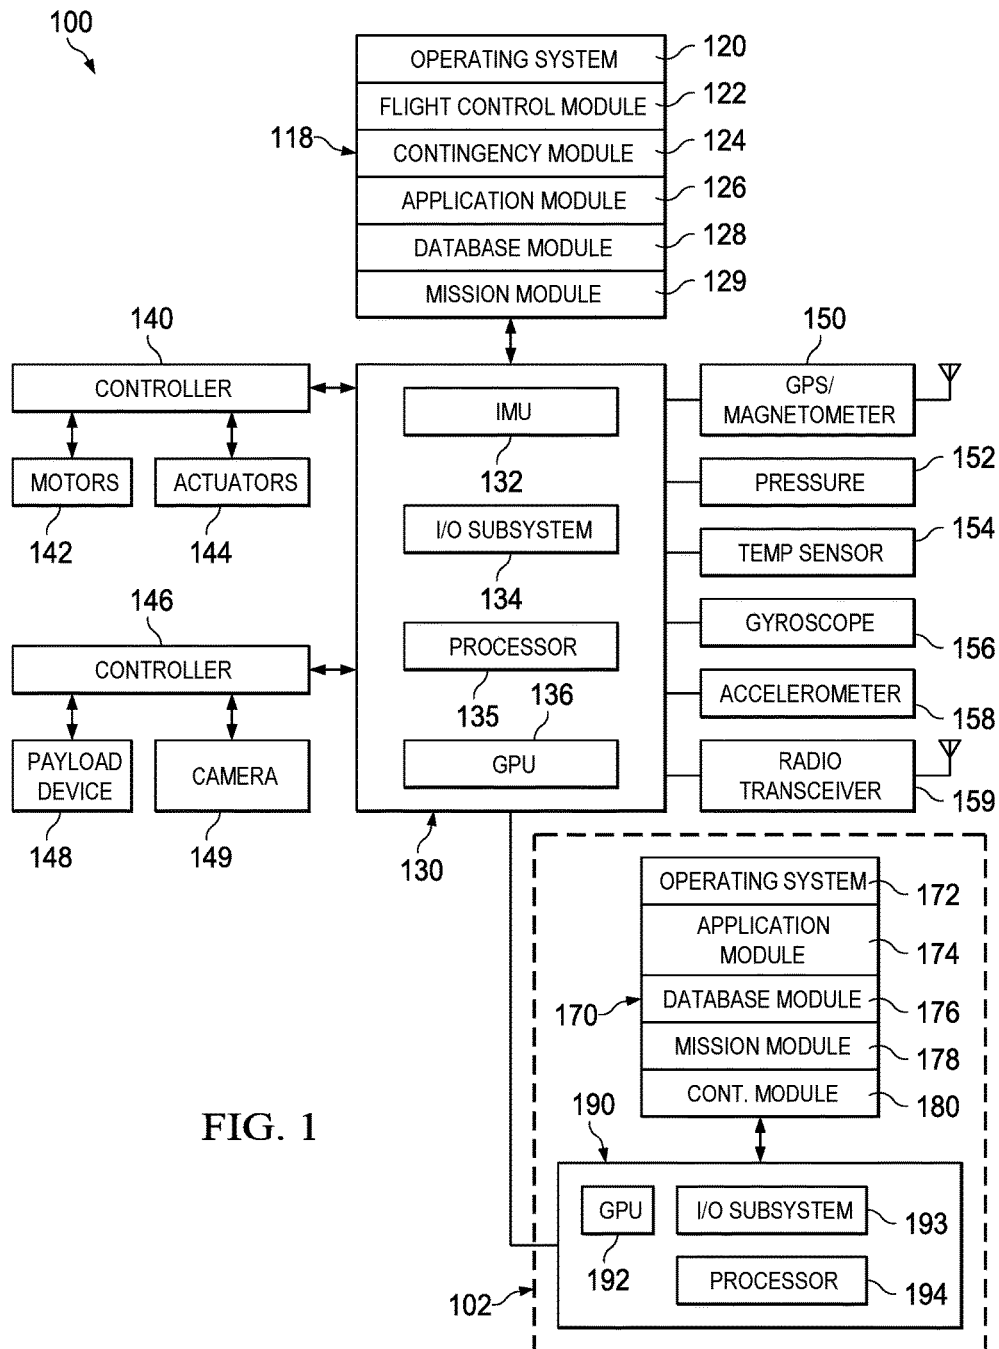 100
OPERATING SYSTEM
120
FLIGHT CONTROL MODULE
122
118
CONTINGENCY MODULE
124
APPLICATION MODULE
126
DATABASE MODULE
128
MISSION MODULE
129
140
CONTROLLER
MOTORS
ACTUATORS
142
144
146
CONTROLLER
PAYLOAD
DEVICE
CAMERA
148
149
IMU
132
I/O SUBSYSTEM
134
PROCESSOR
135
136
GPU
130
150
GPS/
MAGNETOMETER
152
PRESSURE
154
TEMP SENSOR
GYROSCOPE
156
ACCELEROMETER
158
RADIO
TRANSCEIVER
159
OPERATING SYSTEM
172
APPLICATION
MODULE
174
170
DATABASE MODULE
176
MISSION MODULE
178
CONT. MODULE
180
190
GPU
192
I/O SUBSYSTEM
193
PROCESSOR
194
102
FIG. 1